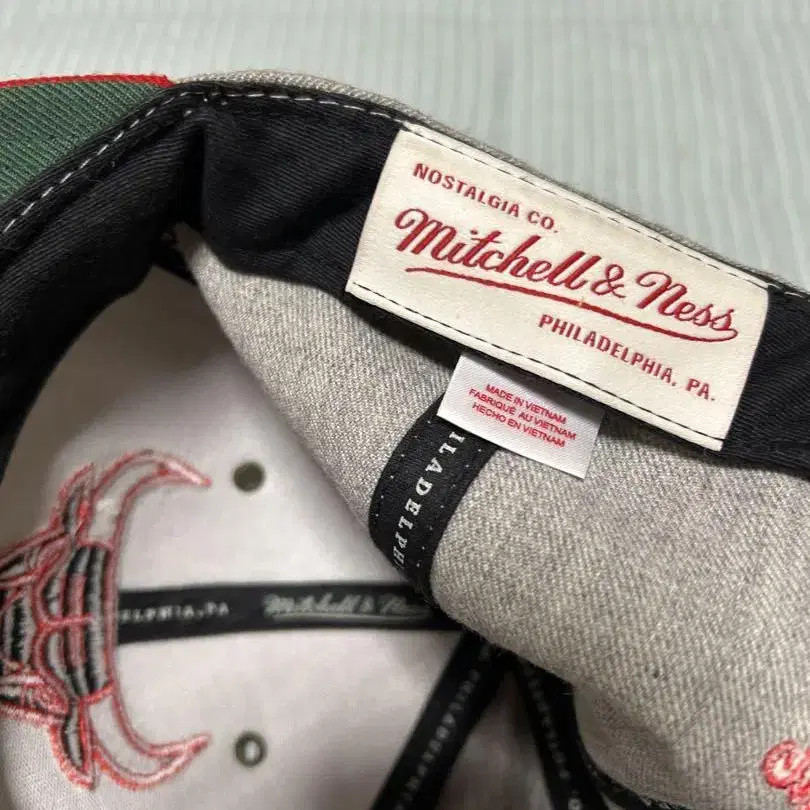 NOSTALGIA CO.
Mitchell & Ness
PHILADELPHIA, PA.
MADE IN VIETNAM
FABRIQUÉ AU VIETNAM
HECHO EN VIETNAM
ILADELPHI
ELPHIA, PA
Mitchell & Ness
PHILADELPHIA